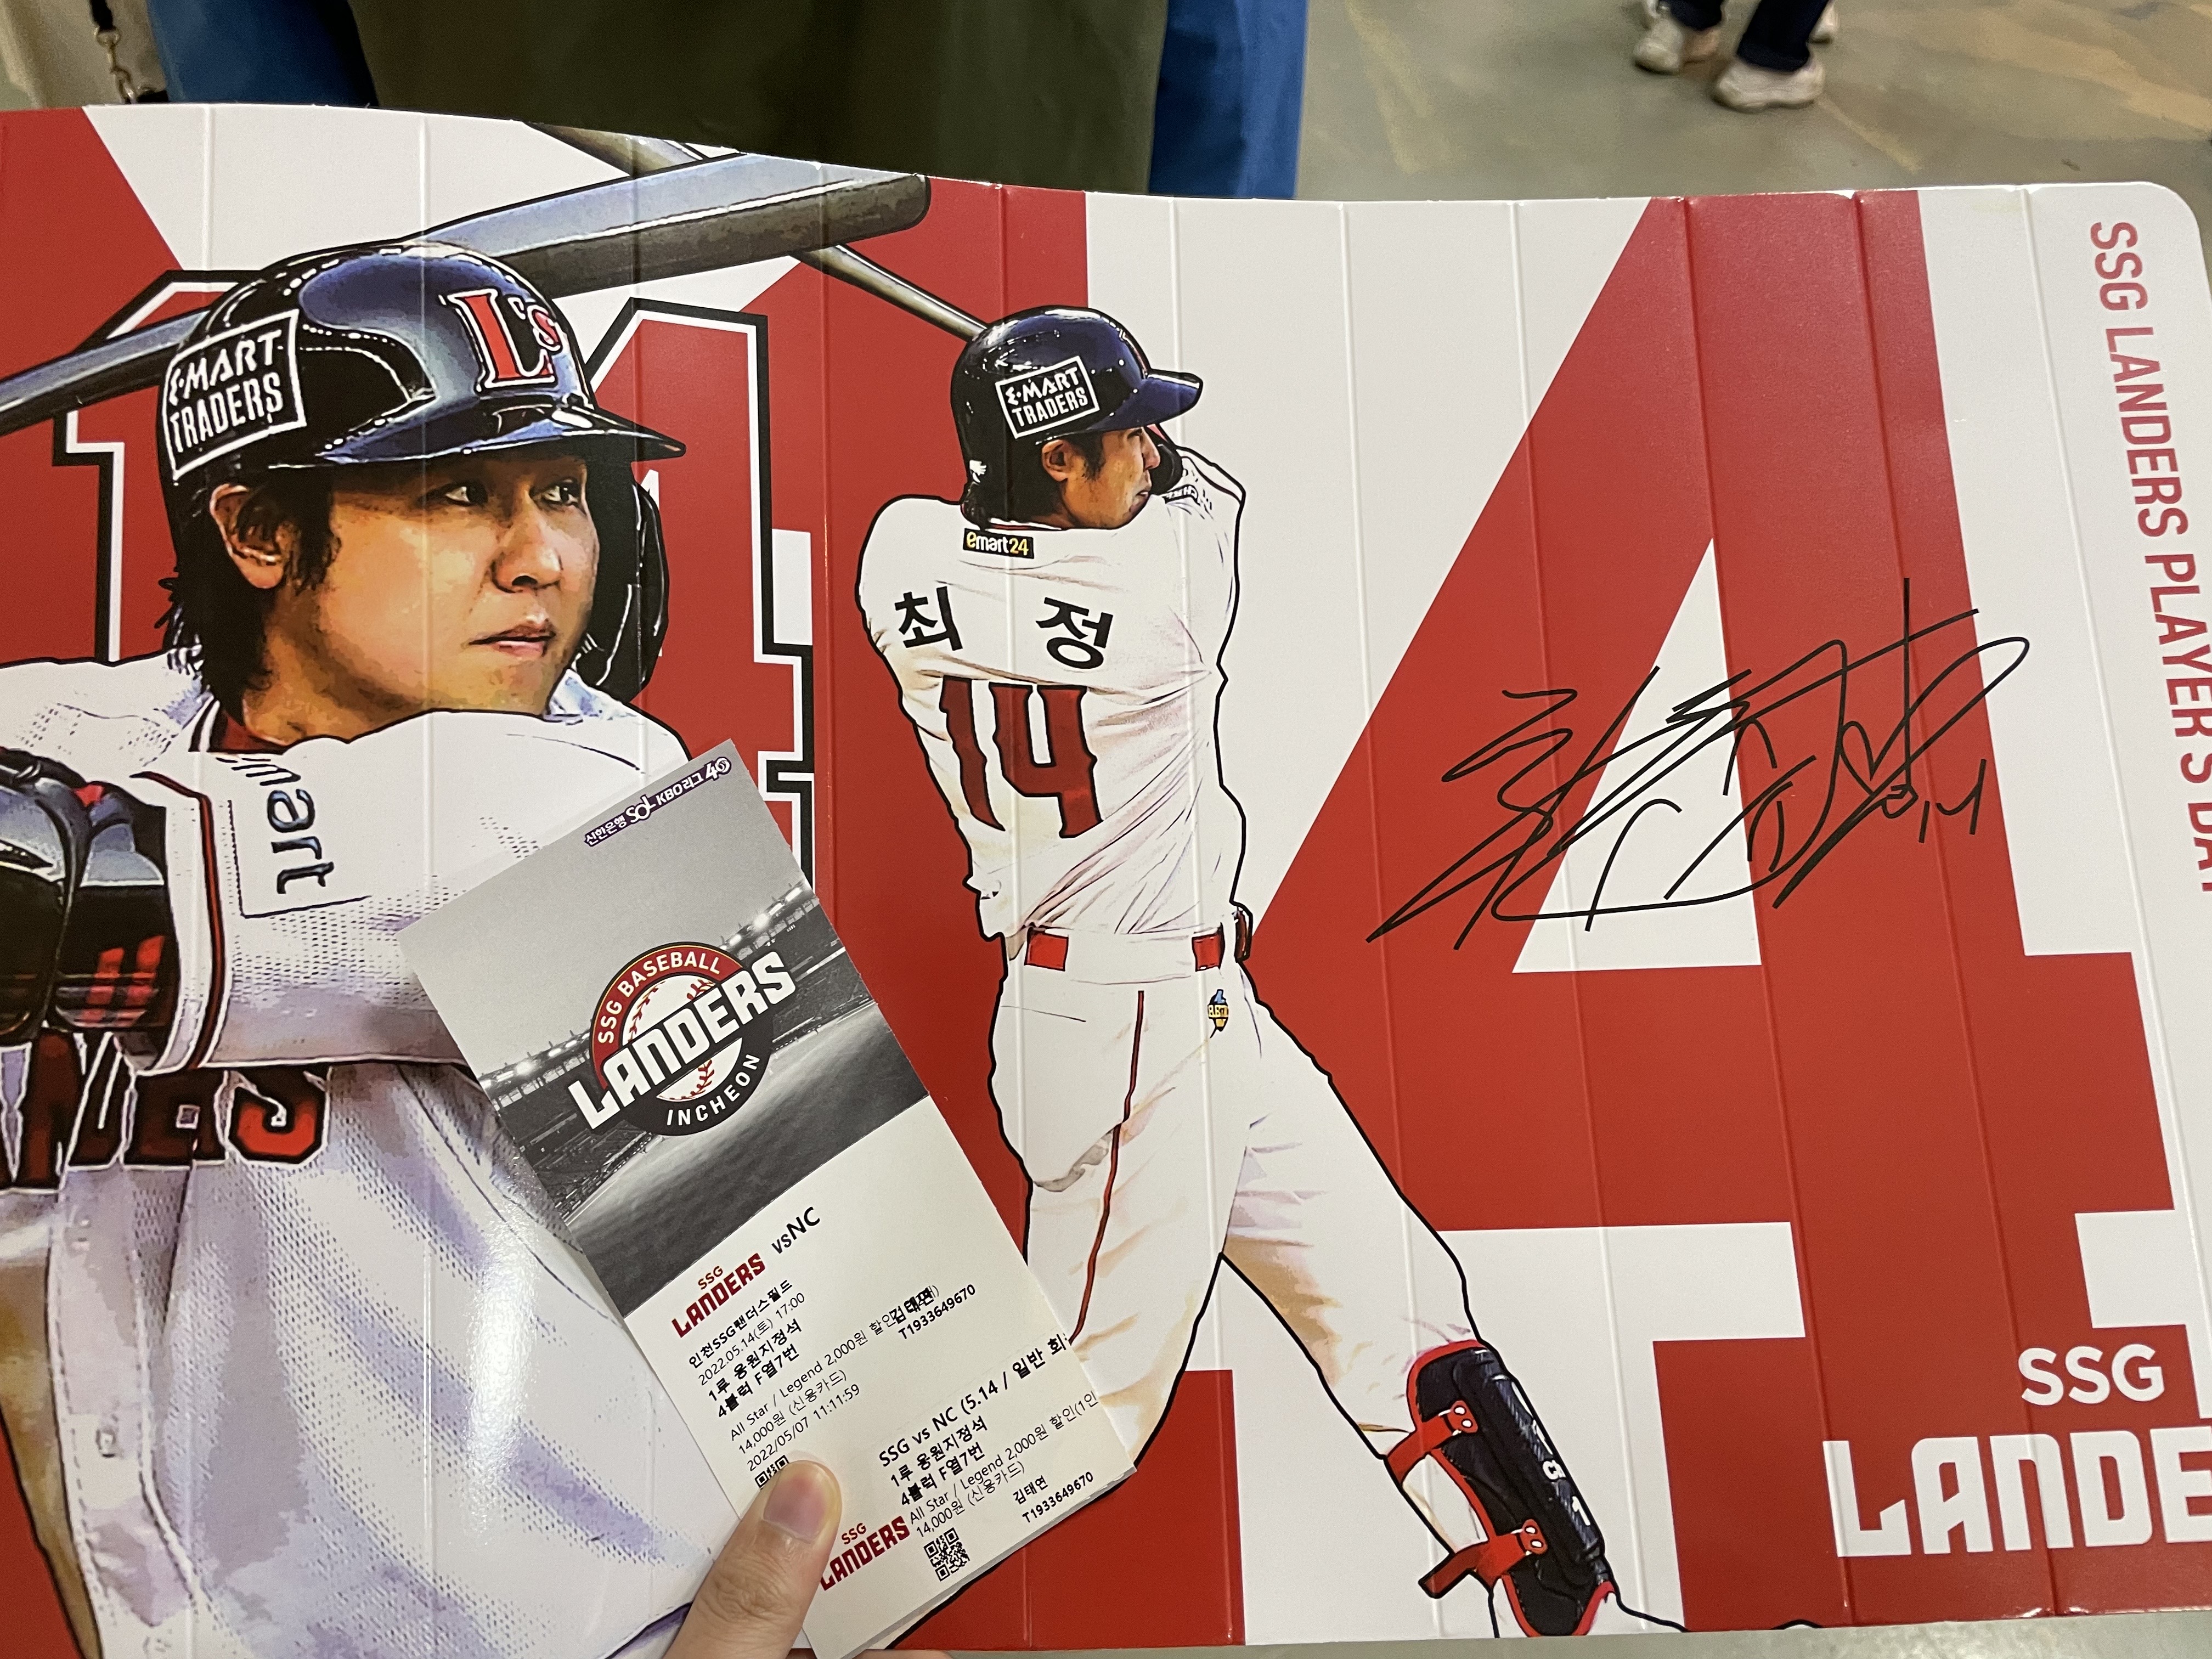 E·MART
TRADERS
L's
E·MART
TRADERS
emart24
최 정
14
mart
SSG LANDERS PLAYER'S DAY
신한은행 SOL KBO리그 40
SSG BASEBALL
LANDERS
INCHEON
SSG
LANDERS vs NC
인천SSG랜더스필드
2022.05.14(토) 17:00
1루 응원지정석
4블럭 F열7번
All Star / Legend 2,000원 할인
김태연
T1933649670
14,000원 (신용카드)
2022/05/07 11:11:59
SSG vs NC (5.14 / 일반 회
1루 응원지정석
4블럭 F열7번
All Star / Legend 2,000원 할인(1인
14,000원 (신용카드)
김태연
T1933649670
SSG
LANDERS
SSG
LANDE